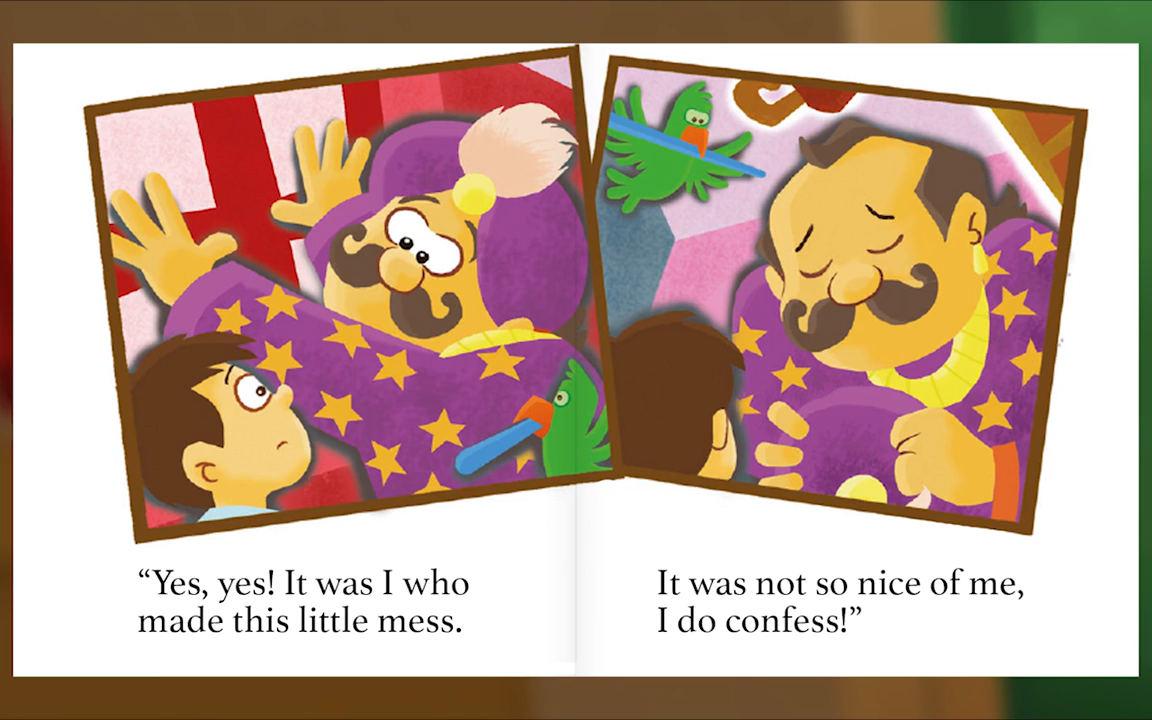 “Yes, yes! It was I who
made this little mess.
It was not so nice of me,
I do confess!”